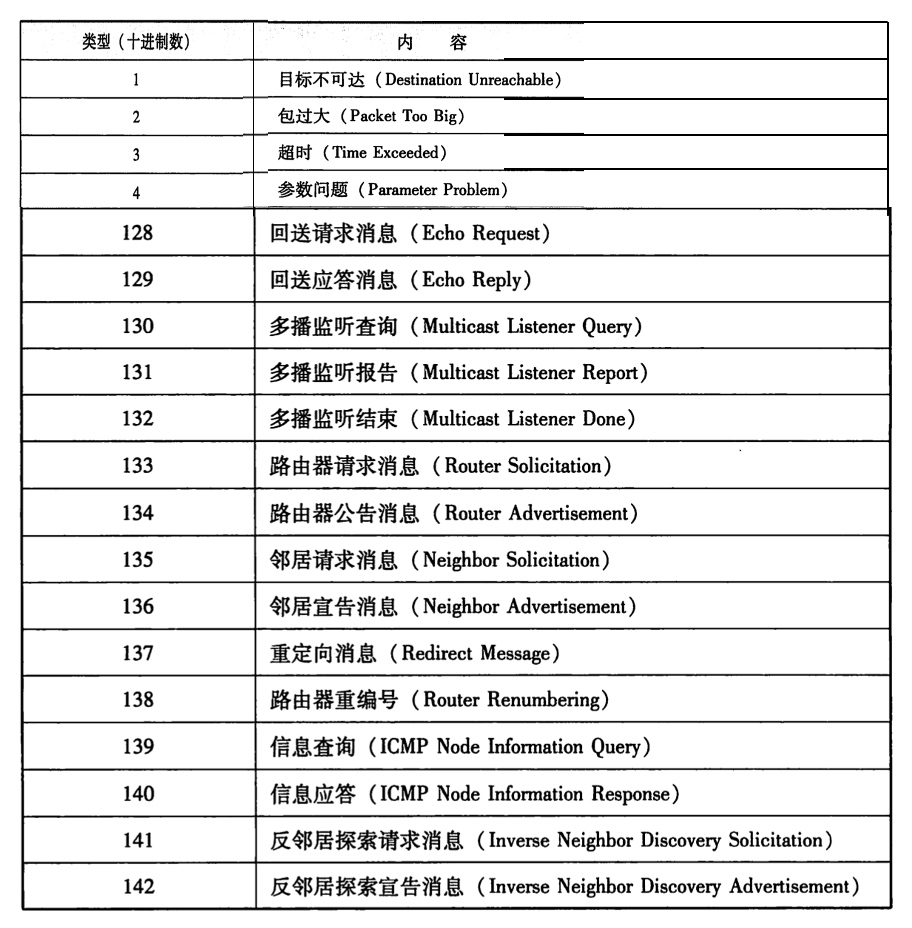 类型（十进制数） 内 容
1 目标不可达（Destination Unreachable）
2 包过大（Packet Too Big）
3 超时（Time Exceeded）
4 参数问题（Parameter Problem）
128 回送请求消息（Echo Request）
129 回送应答消息（Echo Reply）
130 多播监听查询（Multicast Listener Query）
131 多播监听报告（Multicast Listener Report）
132 多播监听结束（Multicast Listener Done）
133 路由器请求消息（Router Solicitation）
134 路由器公告消息（Router Advertisement）
135 邻居请求消息（Neighbor Solicitation）
136 邻居宣告消息（Neighbor Advertisement）
137 重定向消息（Redirect Message）
138 路由器重编号（Router Renumbering）
139 信息查询（ICMP Node Information Query）
140 信息应答（ICMP Node Information Response）
141 反邻居探索请求消息（Inverse Neighbor Discovery Solicitation）
142 反邻居探索宣告消息（Inverse Neighbor Discovery Advertisement）